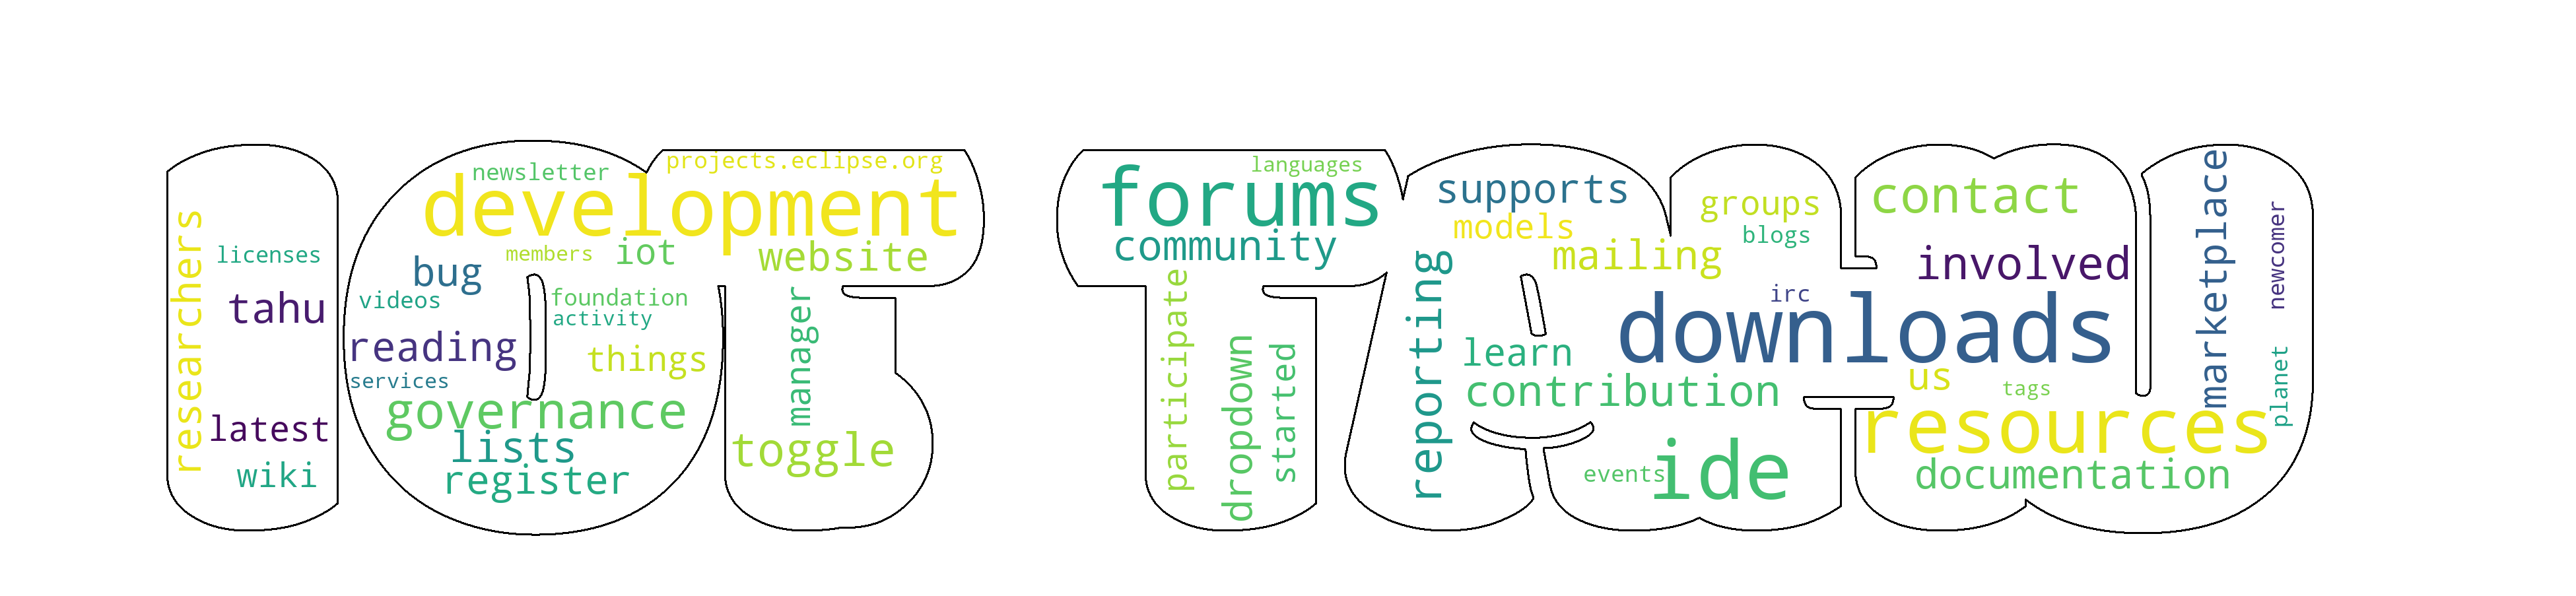 IOT. TAHU
researchers
licenses
tahu
latest
wiki
newsletter
projects.eclipse.org
development
members
iot
website
bug
videos
foundation
activity
reading
things
services
manager
governance
lists
register
toggle
languages
forums
community
participate
dropdown
started
supports
models
mailing
groups
blogs
reporting
irc
downloads
learn
contribution
events
ide
contact
involved
us
tags
resources
documentation
marketplace
newcomer
planet